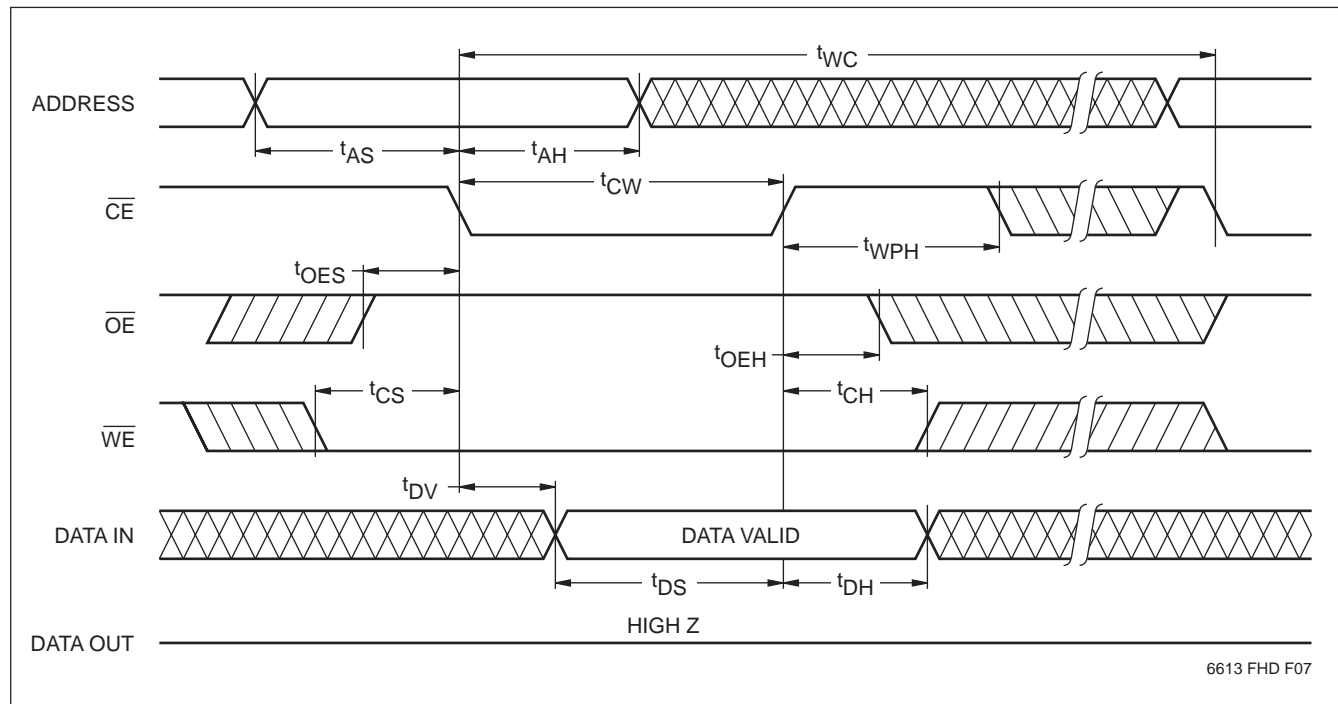 tWC
ADDRESS
tAS
tAH
tCW
CE
tWPH
tOES
OE
tOEH
tCS
tCH
WE
tDV
DATA IN
DATA VALID
tDS
tDH
HIGH Z
DATA OUT
6613 FHD F07